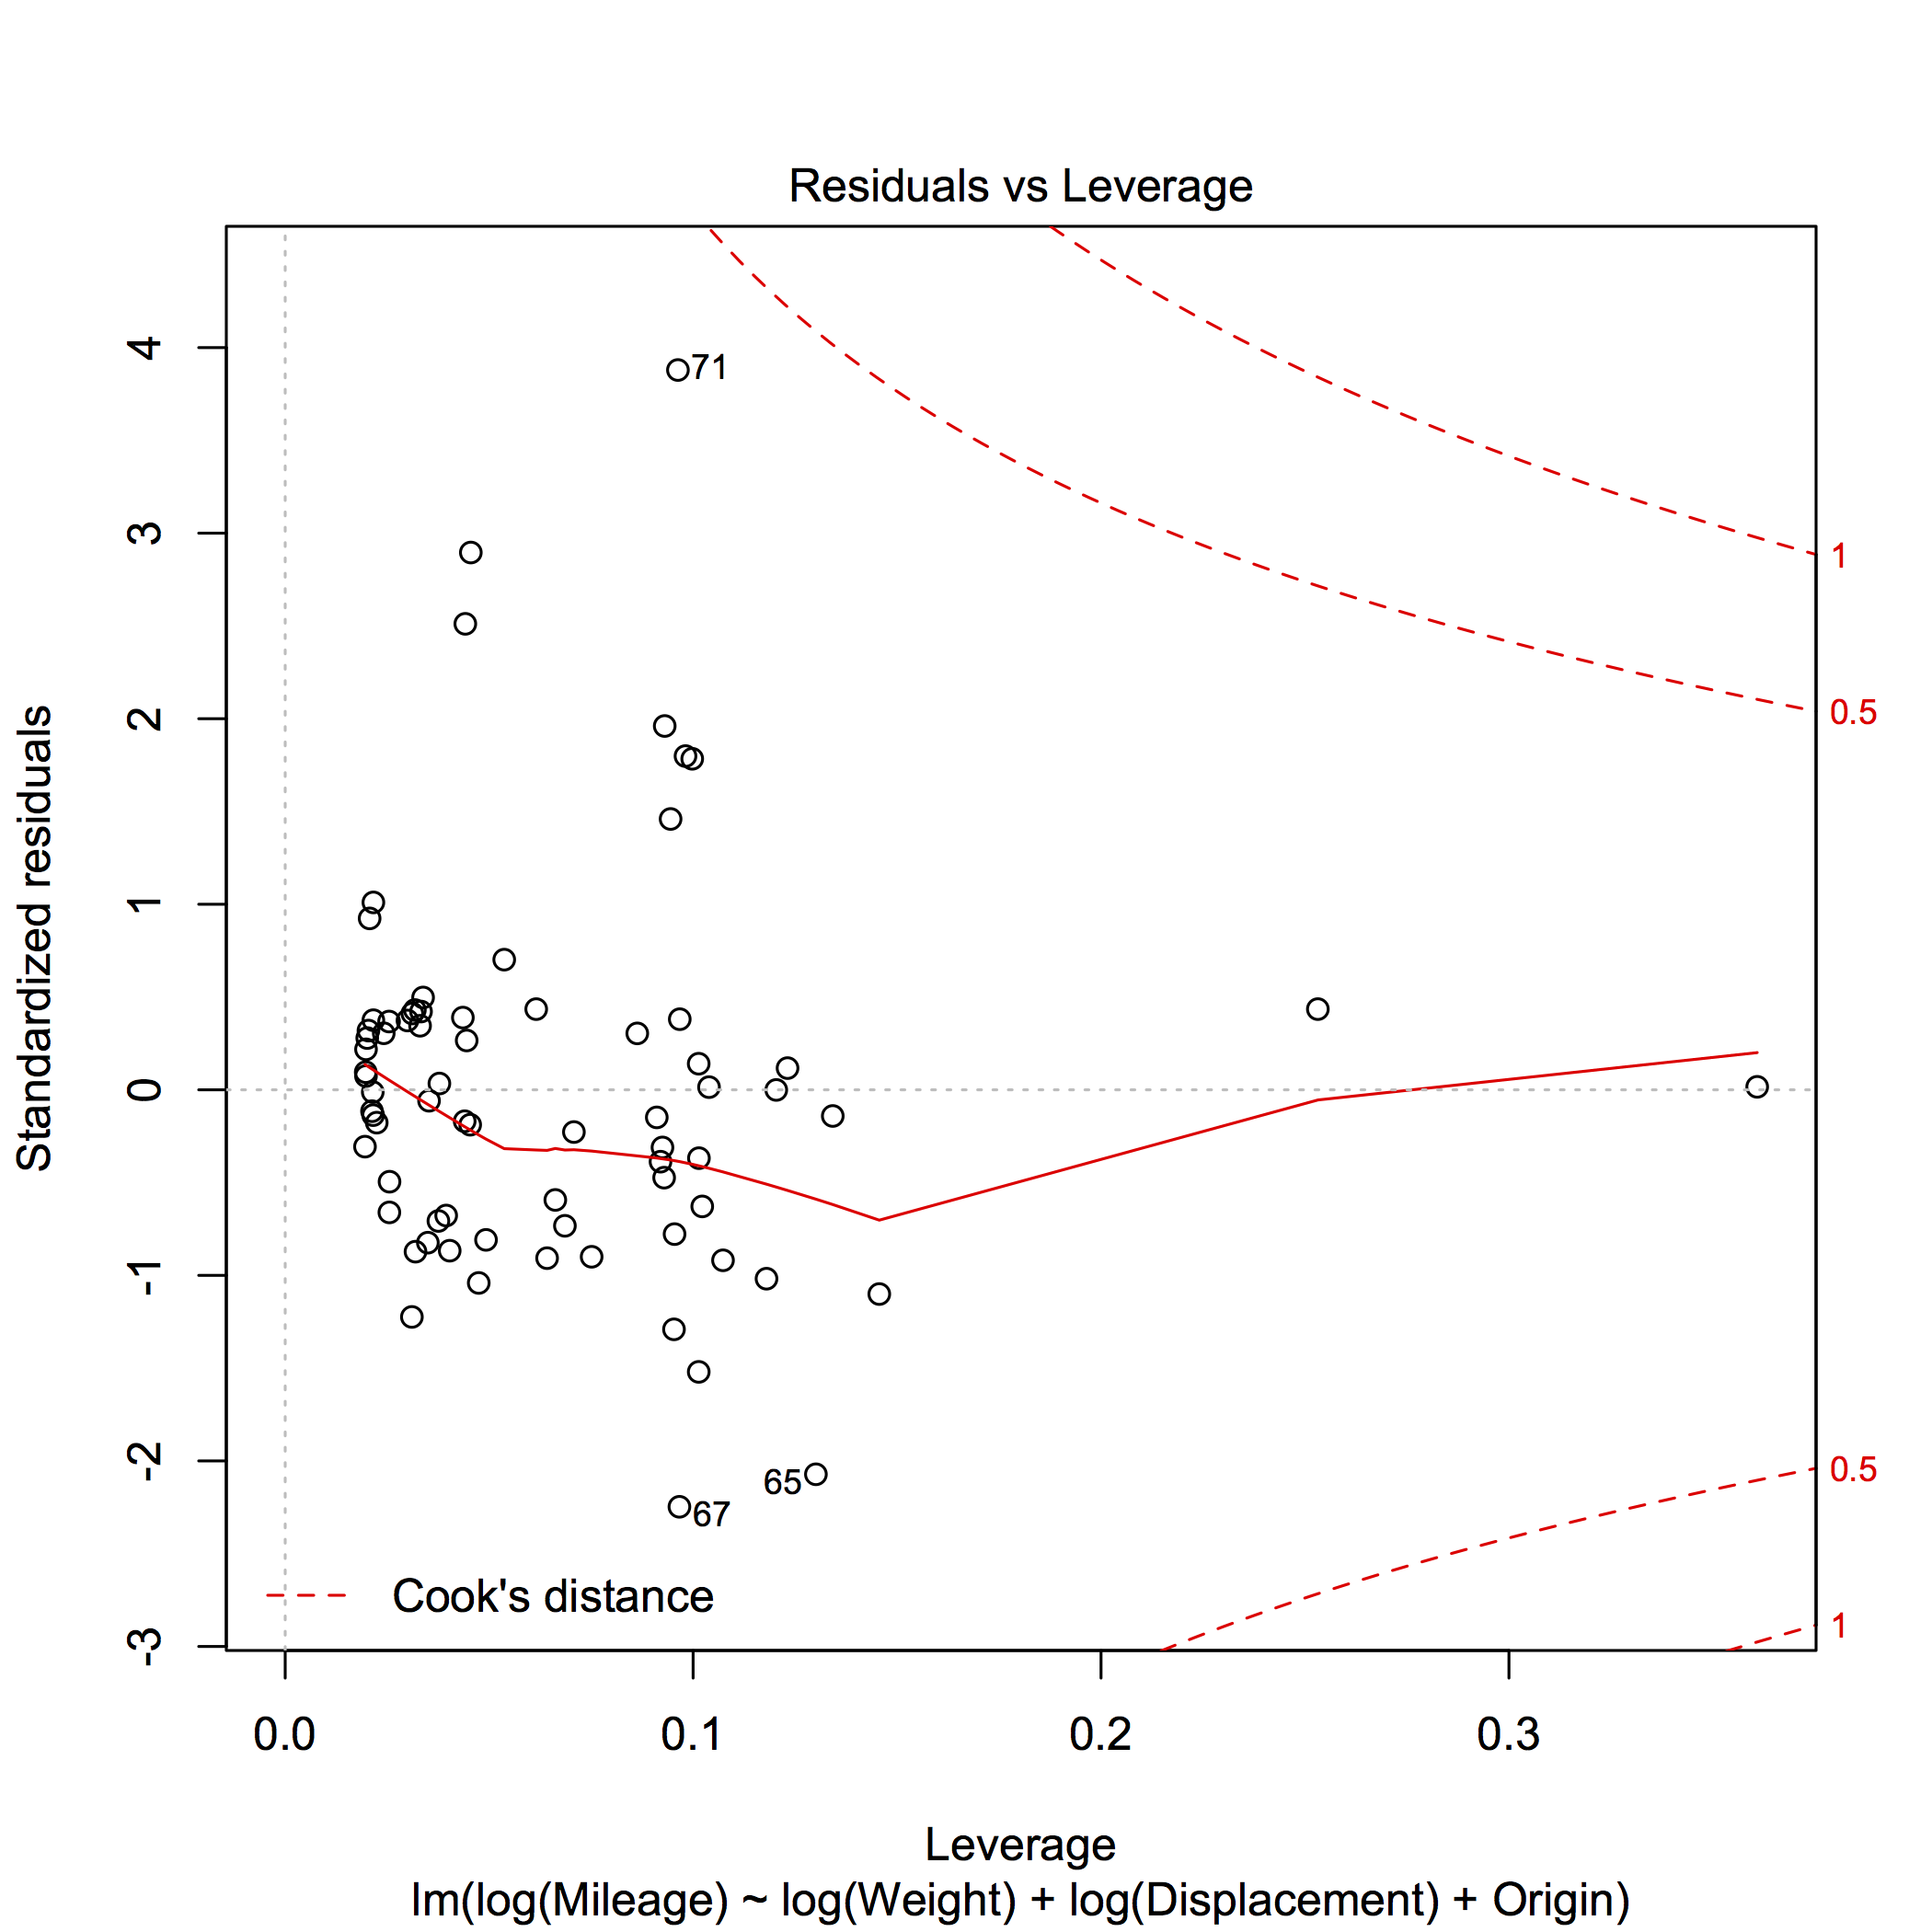 Residuals vs Leverage
Standardized residuals
4
3
2
1
0
-1
-2
-3
71
65
67
1
0.5
0.5
1
Cook's distance
0.0 0.1 0.2 0.3
Leverage
lm(log(Mileage) ~ log(Weight) + log(Displacement) + Origin)